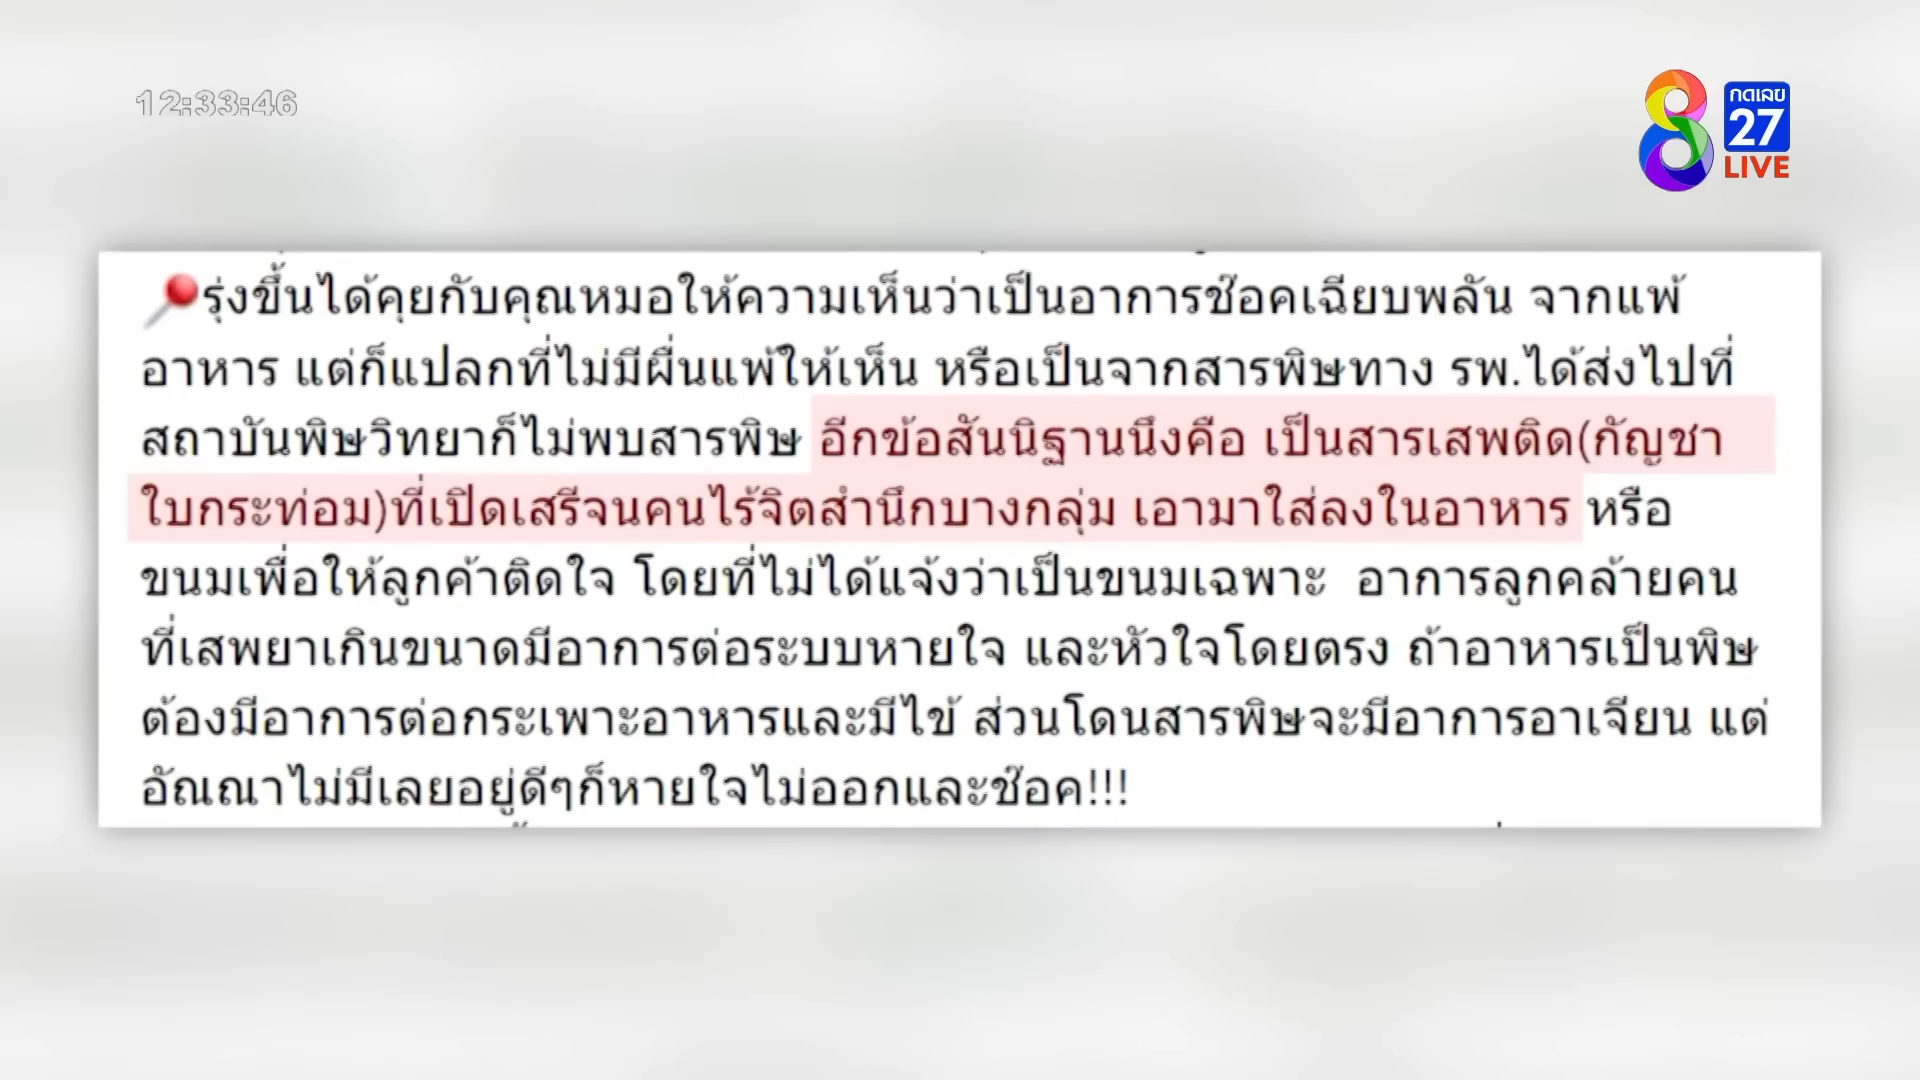 12:33:46
กดเลข
8 27
LIVE
รุ่งขึ้นได้คุยกับคุณหมอให้ความเห็นว่าเป็นอาการช๊อคเฉียบพลัน จากแพ้
อาหาร แต่ก็แปลกที่ไม่มีผื่นแพ้ให้เห็น หรือเป็นจากสารพิษทาง รพ.ได้ส่งไปที่
สถาบันพิษวิทยาก็ไม่พบสารพิษ อีกข้อสันนิฐานนึงคือ เป็นสารเสพติด(กัญชา
ใบกระท่อม)ที่เปิดเสรีจนคนไร้จิตสำนึกบางกลุ่ม เอามาใส่ลงในอาหาร หรือ
ขนมเพื่อให้ลูกค้าติดใจ โดยที่ไม่ได้แจ้งว่าเป็นขนมเฉพาะ อาการลูกคล้ายคน
ที่เสพยาเกินขนาดมีอาการต่อระบบหายใจ และหัวใจโดยตรง ถ้าอาหารเป็นพิษ
ต้องมีอาการต่อกระเพาะอาหารและมีไข้ ส่วนโดนสารพิษจะมีอาการอาเจียน แต่
อัณณาไม่มีเลยอยู่ดีๆก็หายใจไม่ออกและช๊อค!!!